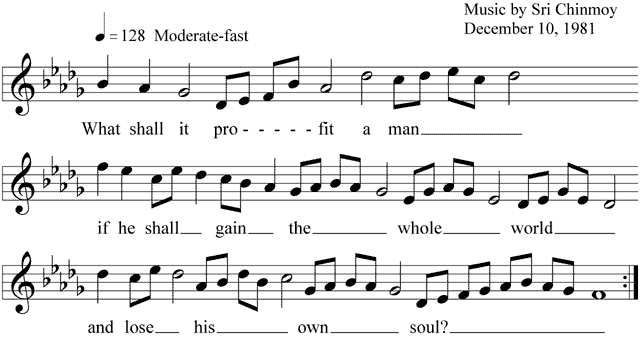 Music by Sri Chinmoy
= 128 Moderate-fast December 10, 1981
What shall it pro- - - - -fit a man
if he shall gain the whole world
and lose his own soul?